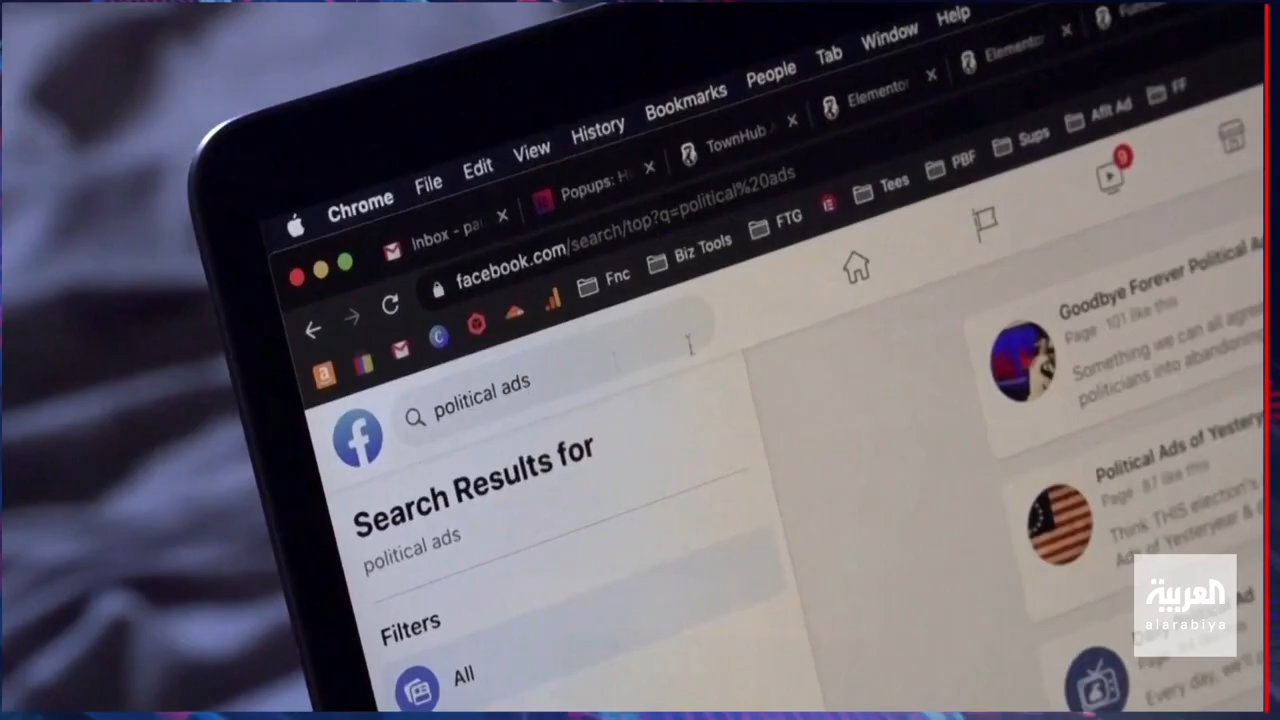 Chrome File Edit View History Bookmarks People Tab Window Help
Inbox - pa
Popups:
TownHub
Elementor
Elementor
facebook.com/search/top?q=political%20ads
Fnc
Biz Tools
FTG
Tees
PBF
Sups
Afit Ad
FF
9
political ads
Search Results for
political ads
Filters
All
Goodbye Forever Political
Page 101 like this
Something we can all agree
politicians into abandoning
Political Ads of Yestery
Page 87 like this
Think THIS election's
Ads of Yesteryear &
Page
Every day, we'll
العربية
alarabiya